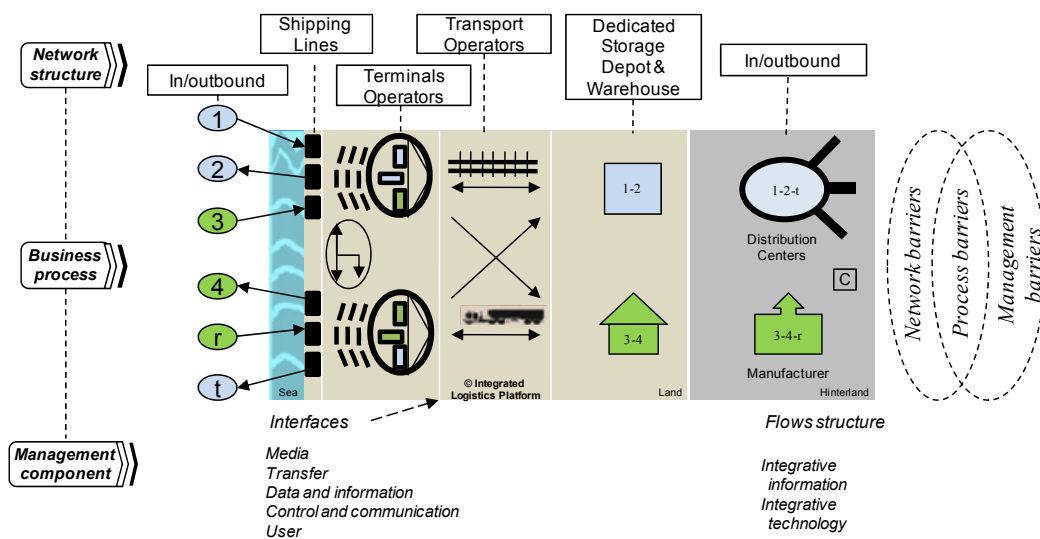 Network
structure
Business
process
Management
component
In/outbound
Shipping
Lines
Terminals
Operators
Transport
Operators
Dedicated
Storage
Depot &
Warehouse
In/outbound
1
2
3
4
r
t
1-2
3-4
1-2-t
Distribution
Centers
C
3-4-r
Manufacturer
Sea
© Integrated
Logistics Platform
Land
Hinterland
Network barriers
Process barriers
Management
barriers
Interfaces
Media
Transfer
Data and information
Control and communication
User
Flows structure
Integrative
information
Integrative
technology